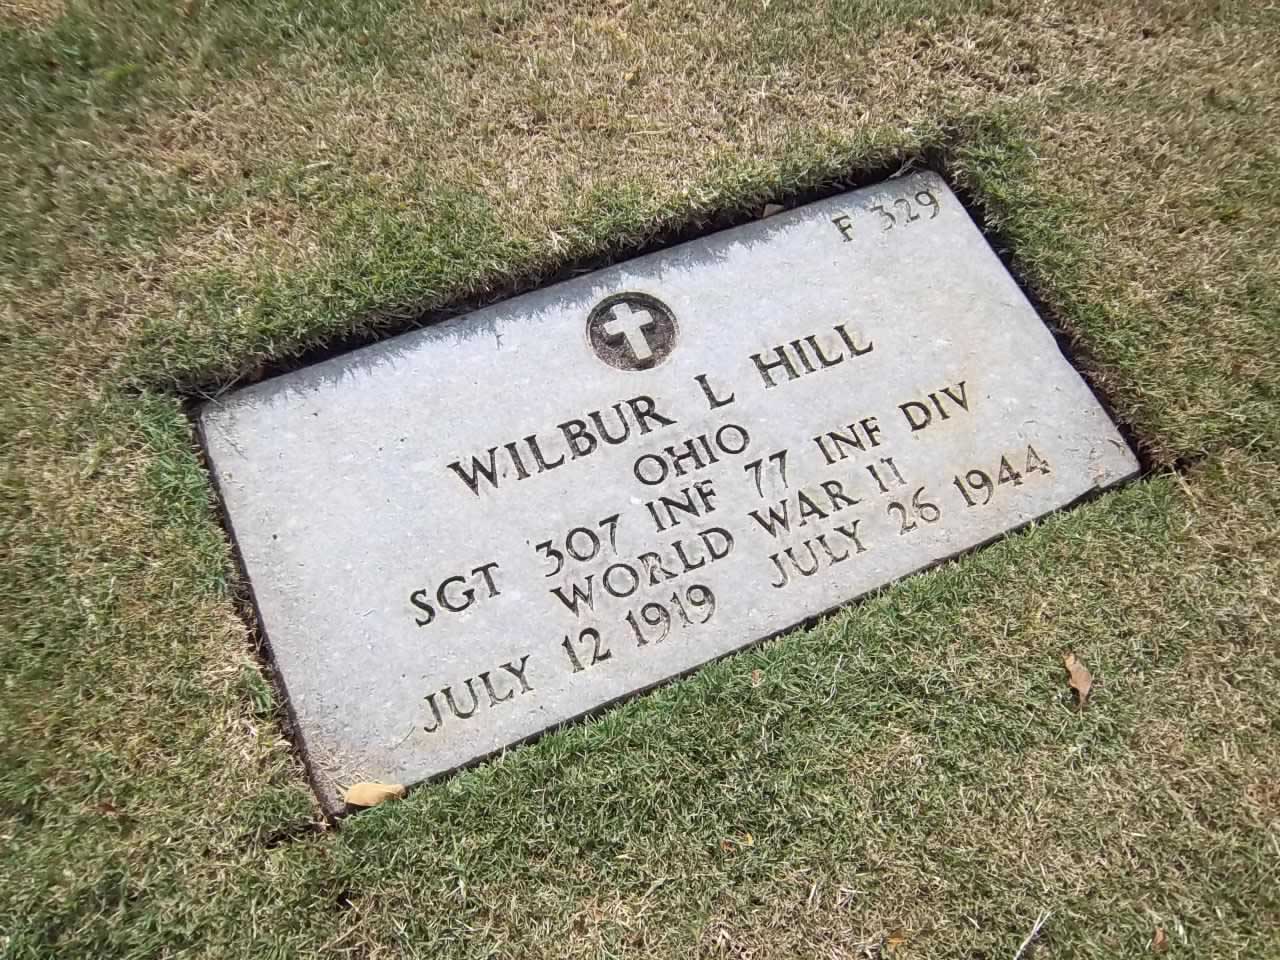 F 329
WILBUR L HILL
OHIO
SGT 307 INF 77 INF DIV
WORLD WAR II
JULY 12 1919 JULY 26 1944